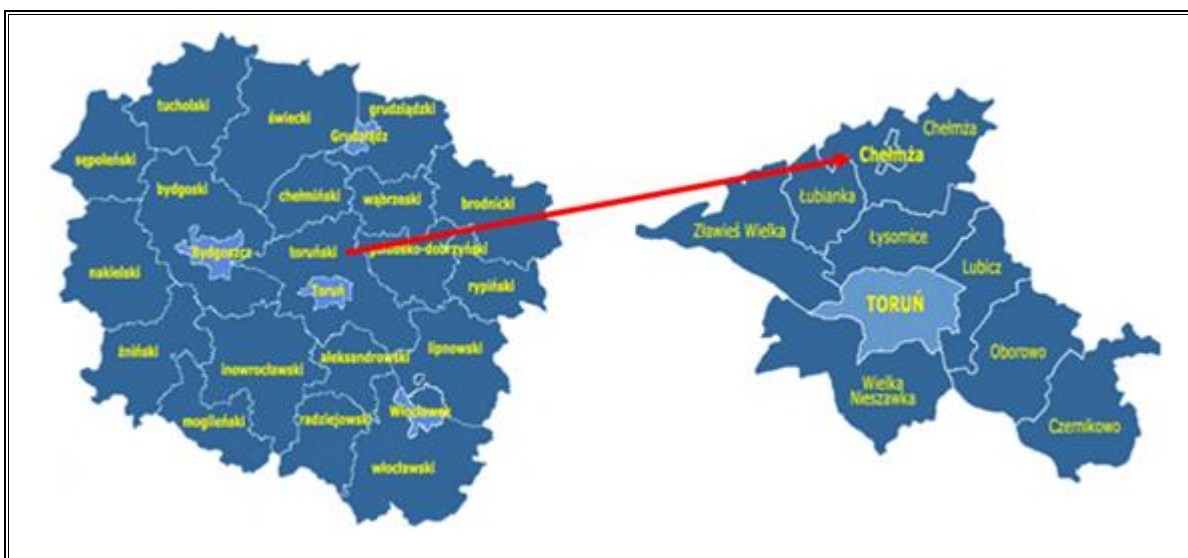 tucholski
świecki
grudziądzki
Grudziądz
sępoleński
bydgoski
chełmiński
wąbrzeski
brodnicki
Bydgoszcz
toruński
golubsko-dobrzyński
nakielski
Toruń
rypiński
żniński
inowrocławski
aleksandrowski
lipnowski
mogileński
radziejowski
Włocławek
włocławski
Chełmża
Chełmża
Łubianka
Zławieś Wielka
Łysomice
Lubicz
TORUŃ
Oborowo
Wielka
Nieszawka
Czernikowo